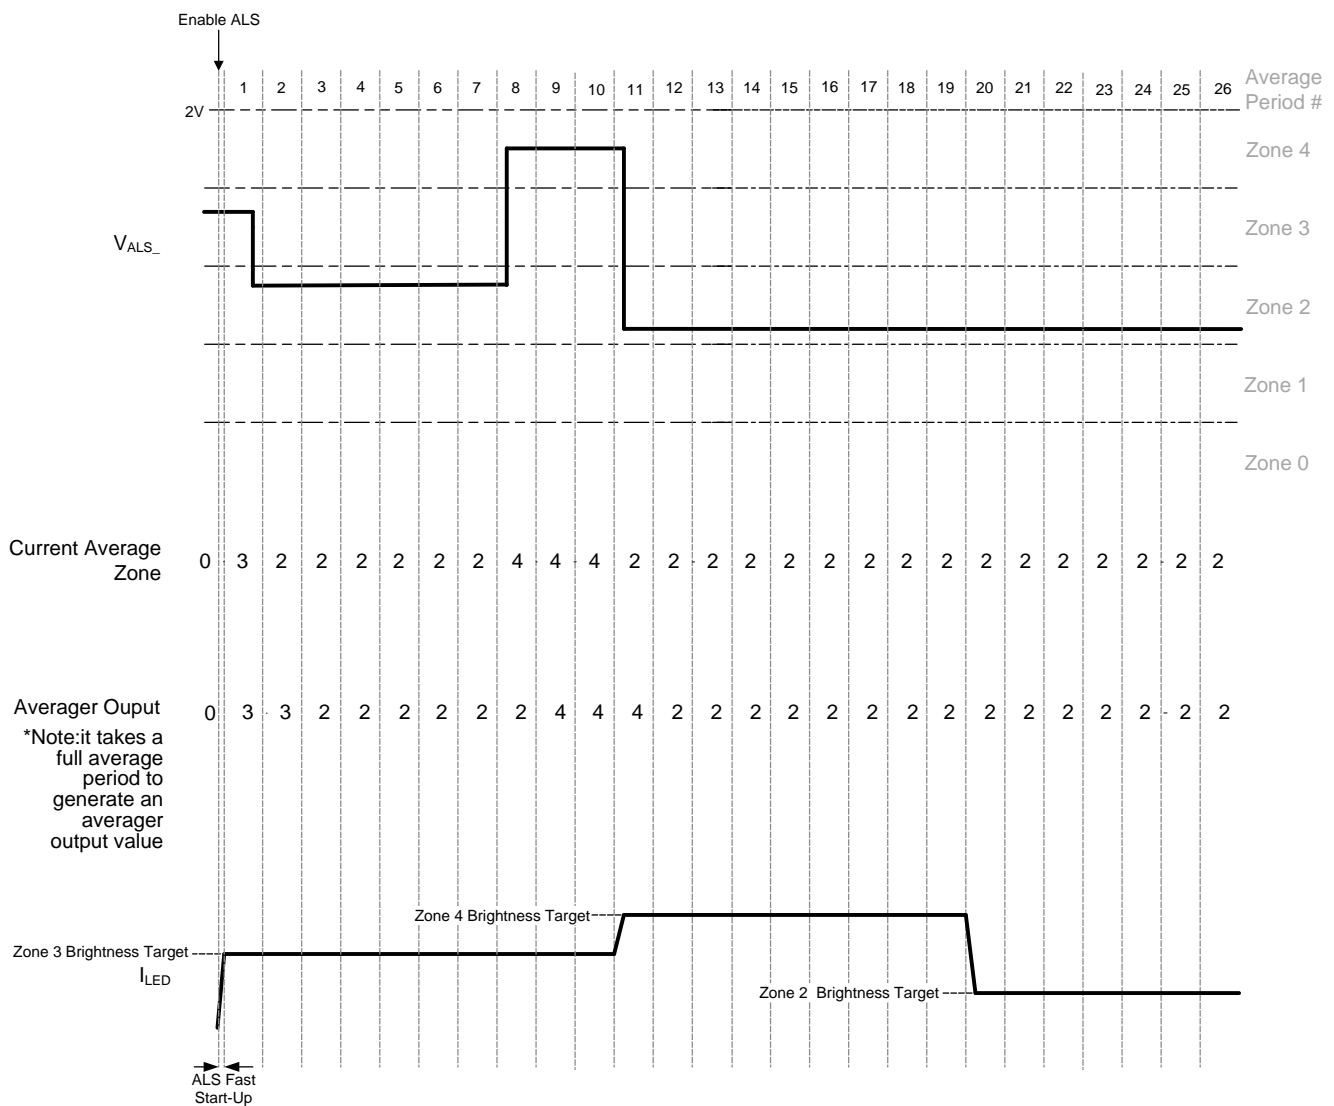 Enable ALS
1 2 3 4 5 6 7 8 9 10 11 12 13 14 15 16 17 18 19 20 21 22 23 24 25 26
Average
Period #
2V
Zone 4
Zone 3
VALS_
Zone 2
Zone 1
Zone 0
Current Average
Zone
0 3 2 2 2 2 2 2 4 4 4 2 2 2 2 2 2 2 2 2 2 2 2 2 2 2 2
Averager Ouput
0 3 3 2 2 2 2 2 2 4 4 4 2 2 2 2 2 2 2 2 2 2 2 2 2 2 2
*Note:it takes a
full average
period to
generate an
averager
output value
Zone 4 Brightness Target
Zone 3 Brightness Target
ILED
Zone 2 Brightness Target
ALS Fast
Start-Up